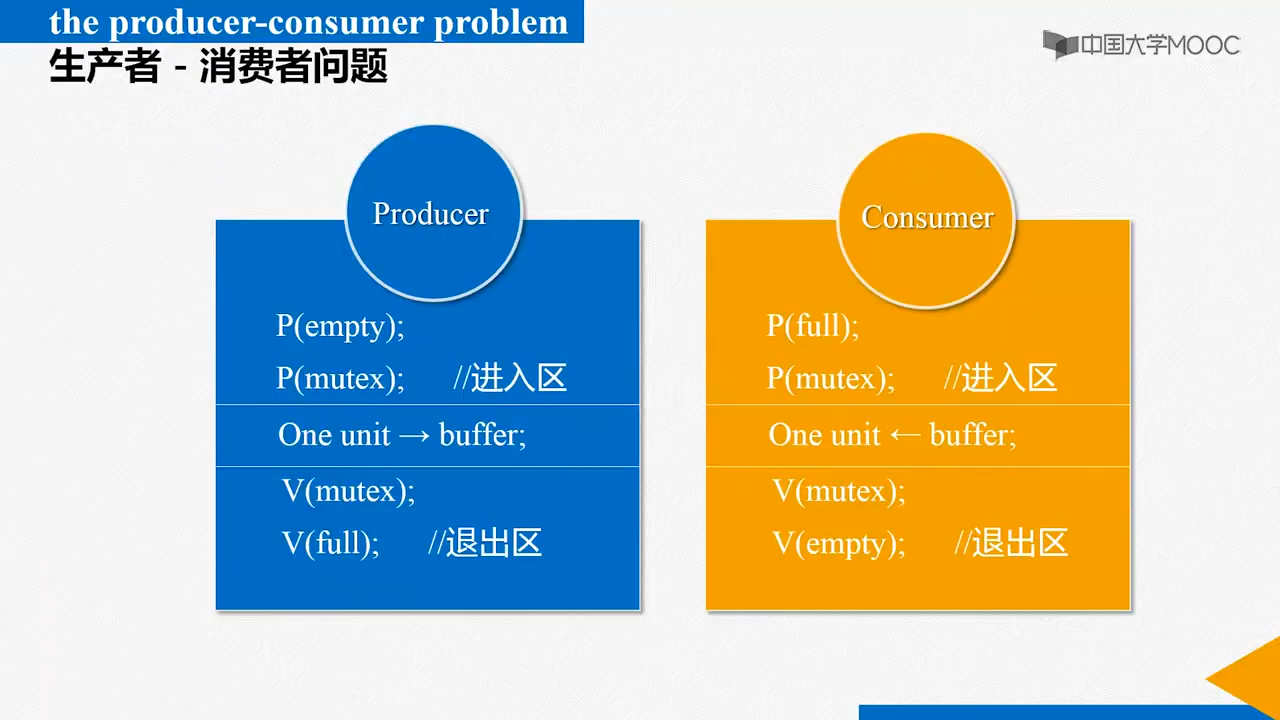 the producer-consumer problem
生产者 - 消费者问题
中国大学MOOC
Producer
P(empty);
P(mutex); //进入区
One unit → buffer;
V(mutex);
V(full); //退出区
Consumer
P(full);
P(mutex); //进入区
One unit ← buffer;
V(mutex);
V(empty); //退出区